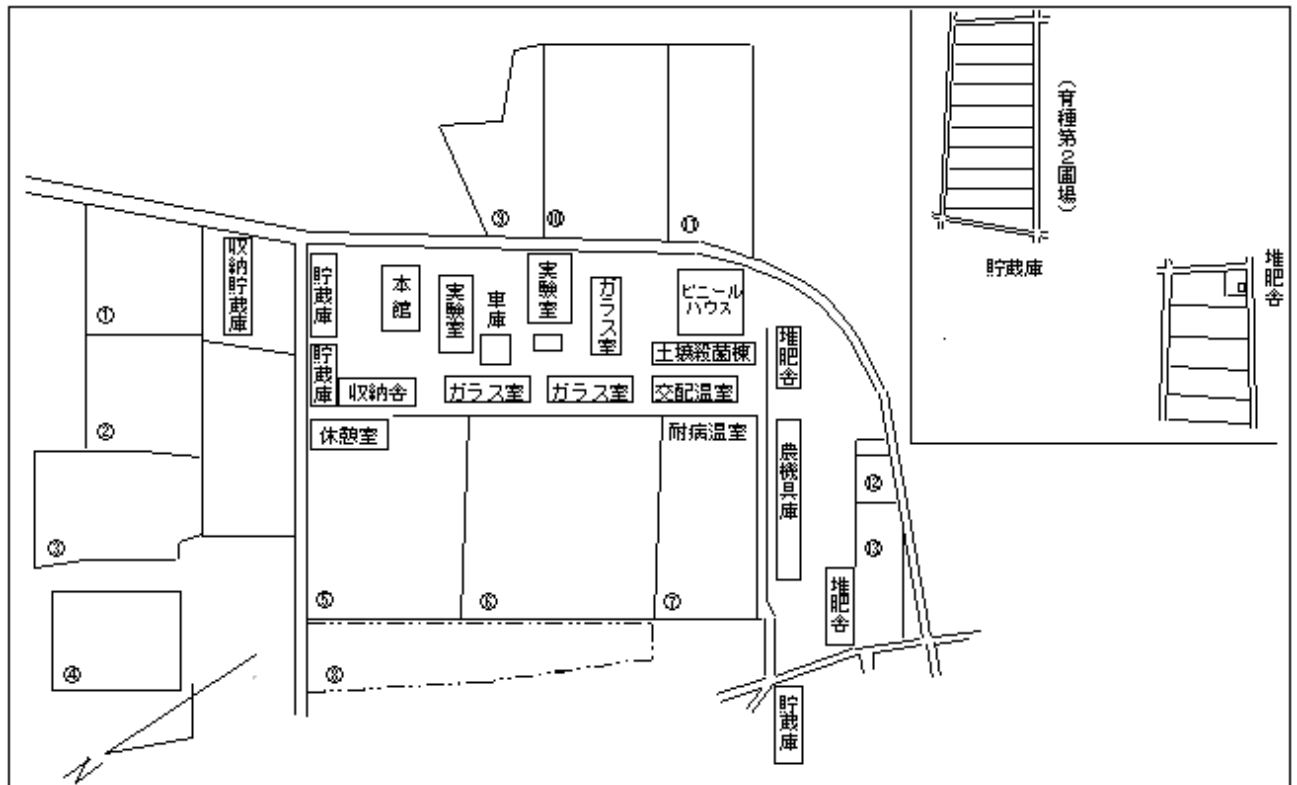 (育種第2圃場)
貯蔵庫
堆肥舎
⑨
⑩
⑪
収納貯蔵庫
貯蔵庫
本館
実験室
車庫
実験室
ガラス室
ビニール
ハウス
①
貯蔵庫
土壌殺菌棟
堆肥舎
収納舎
ガラス室
ガラス室
交配温室
②
休憩室
耐病温室
農機具庫
⑫
③
⑬
⑤
⑥
⑦
堆肥舎
④
⑧
貯蔵庫
N